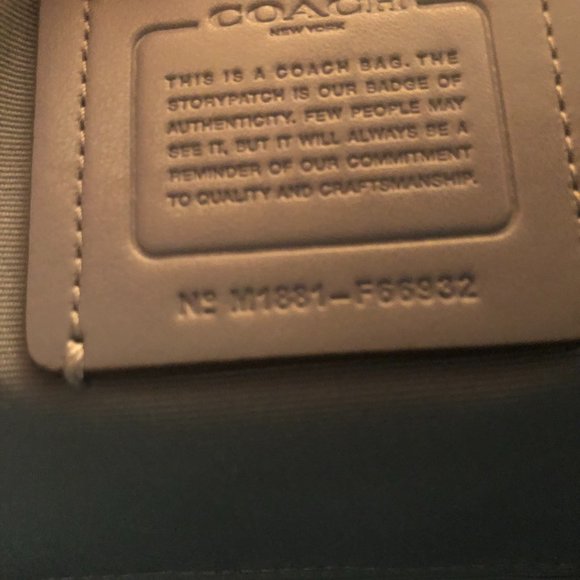 COACH
NEW YORK
THIS IS A COACH BAG. THE
STORYPATCH IS OUR BADGE OF
AUTHENTICITY. FEW PEOPLE MAY
SEE IT, BUT IT WILL ALWAYS BE A
REMINDER OF OUR COMMITMENT
TO QUALITY AND CRAFTSMANSHIP.
Nº M1881-F66932